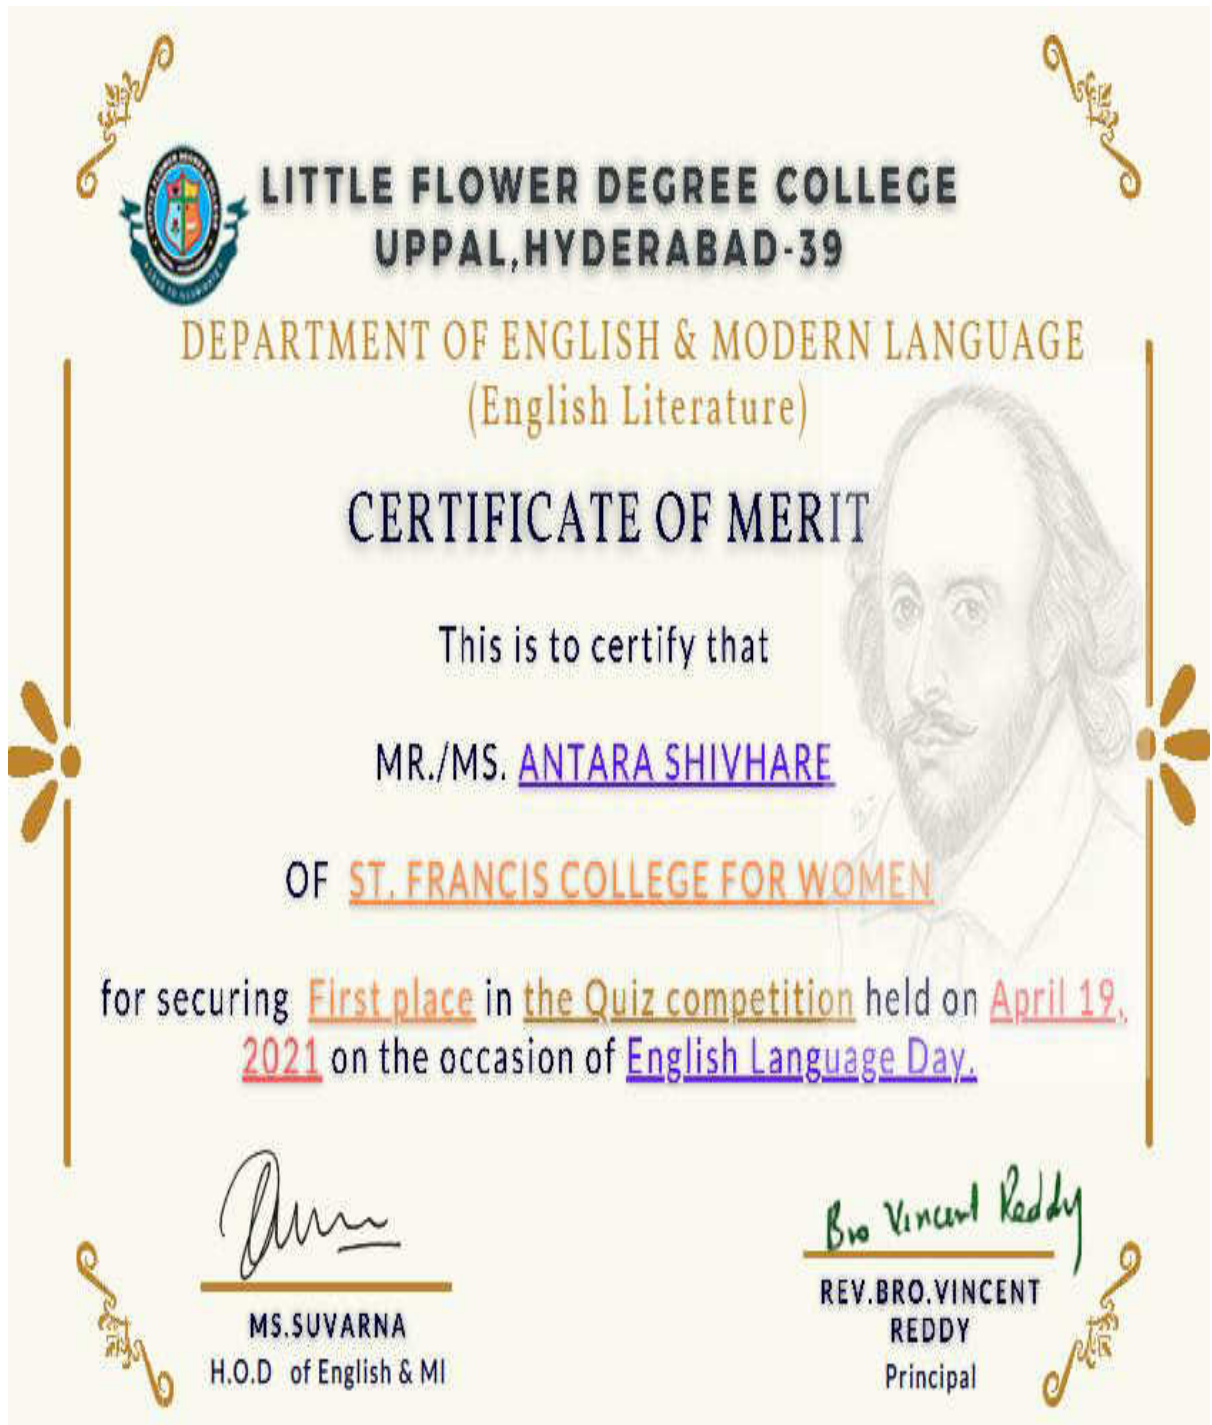 LITTLE FLOWER DEGREE COLLEGE
UPPAL,HYDERABAD-39
DEPARTMENT OF ENGLISH & MODERN LANGUAGE
(English Literature)
CERTIFICATE OF MERIT
This is to certify that
MR./MS. ANTARA SHIVHARE
OF ST. FRANCIS COLLEGE FOR WOMEN
for securing First place in the Quiz competition held on April 19,
2021 on the occasion of English Language Day.
Bro Vincent Reddy
MS.SUVARNA
H.O.D of English & Ml
REV.BRO.VINCENT
REDDY
Principal